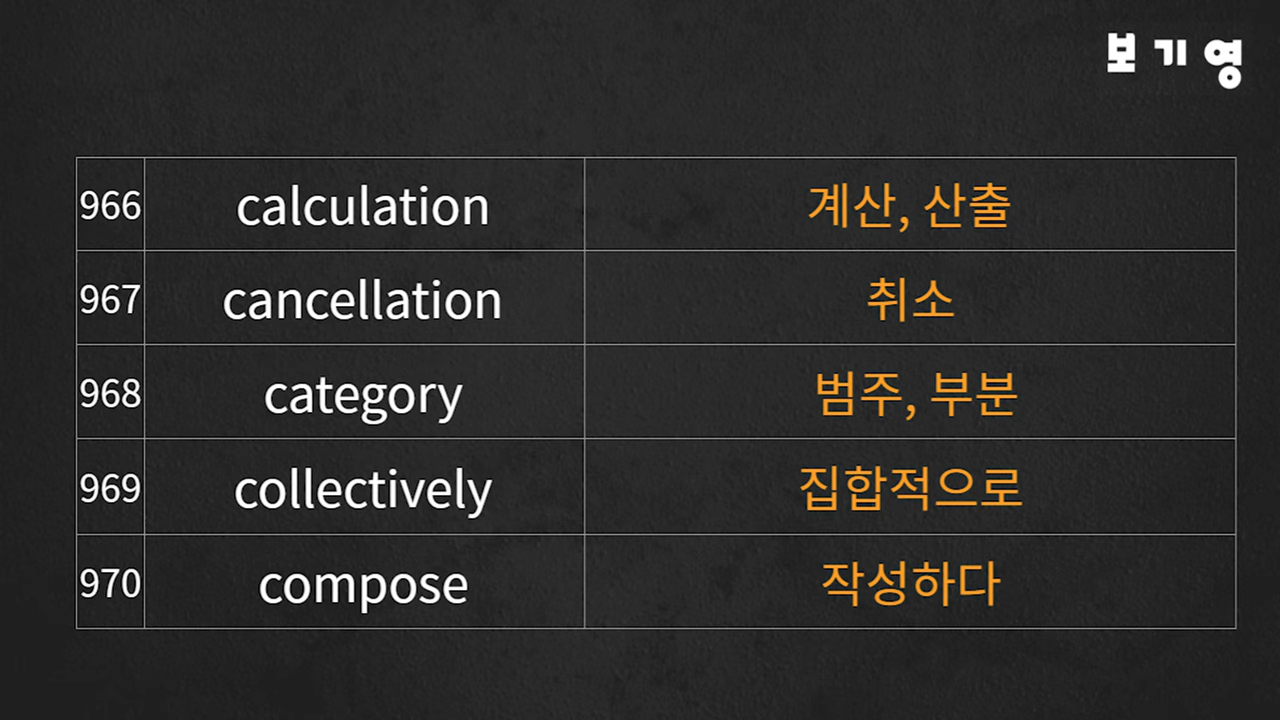 보기영
966 calculation 계산, 산출
967 cancellation 취소
968 category 범주, 부분
969 collectively 집합적으로
970 compose 작성하다